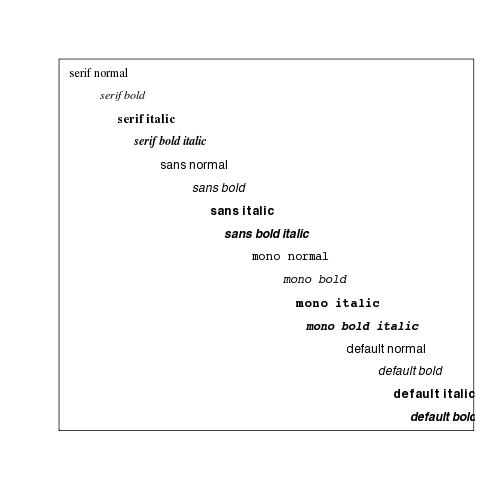 serif normal
serif bold
serif italic
serif bold italic
sans normal
sans bold
sans italic
sans bold italic
mono normal
mono bold
mono italic
mono bold italic
default normal
default bold
default italic
default bold